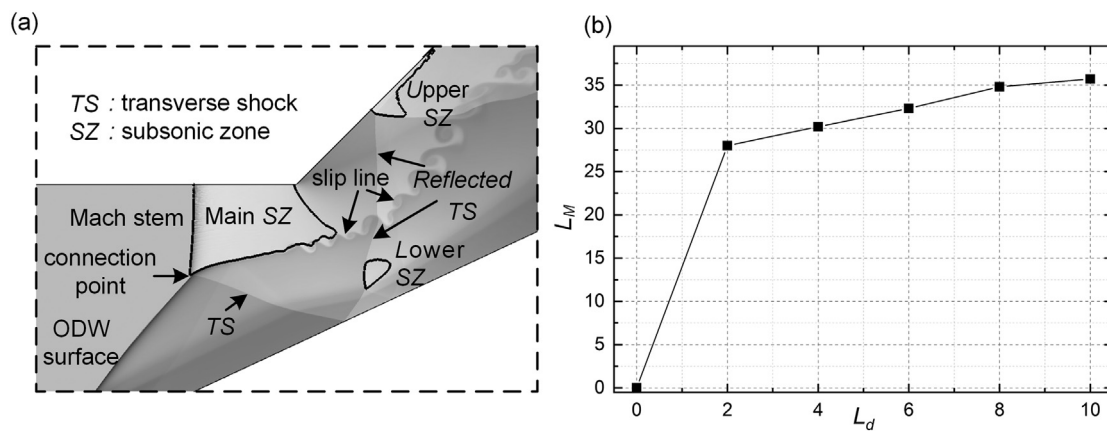 (a)
TS : transverse shock
SZ : subsonic zone
Upper
SZ
slip line
Reflected
TS
Mach stem
Main SZ
connection
point
Lower
SZ
TS
ODW
surface
(b)
L_M
35
30
25
20
15
10
5
0
0 2 4 6 8 10
L_d